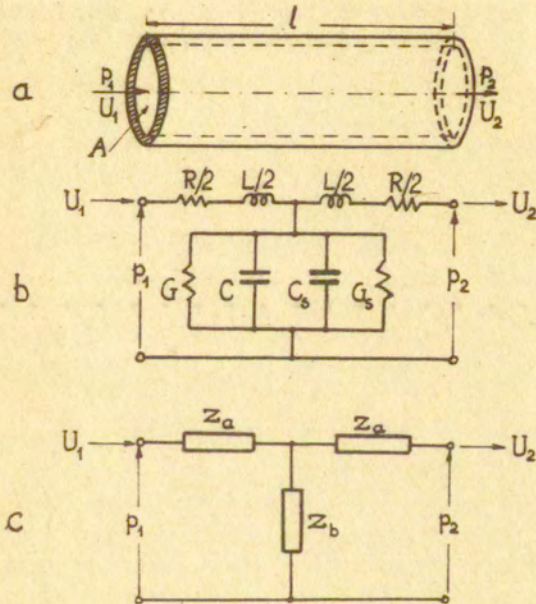 l
a
p₁ p₂
U₁ U₂
A
R/2 L/2 L/2 R/2
U₁ U₂
b
p₁ G C Cₛ Gₛ p₂
Zₐ Zₐ
U₁ U₂
c
p₁ Z_b p₂